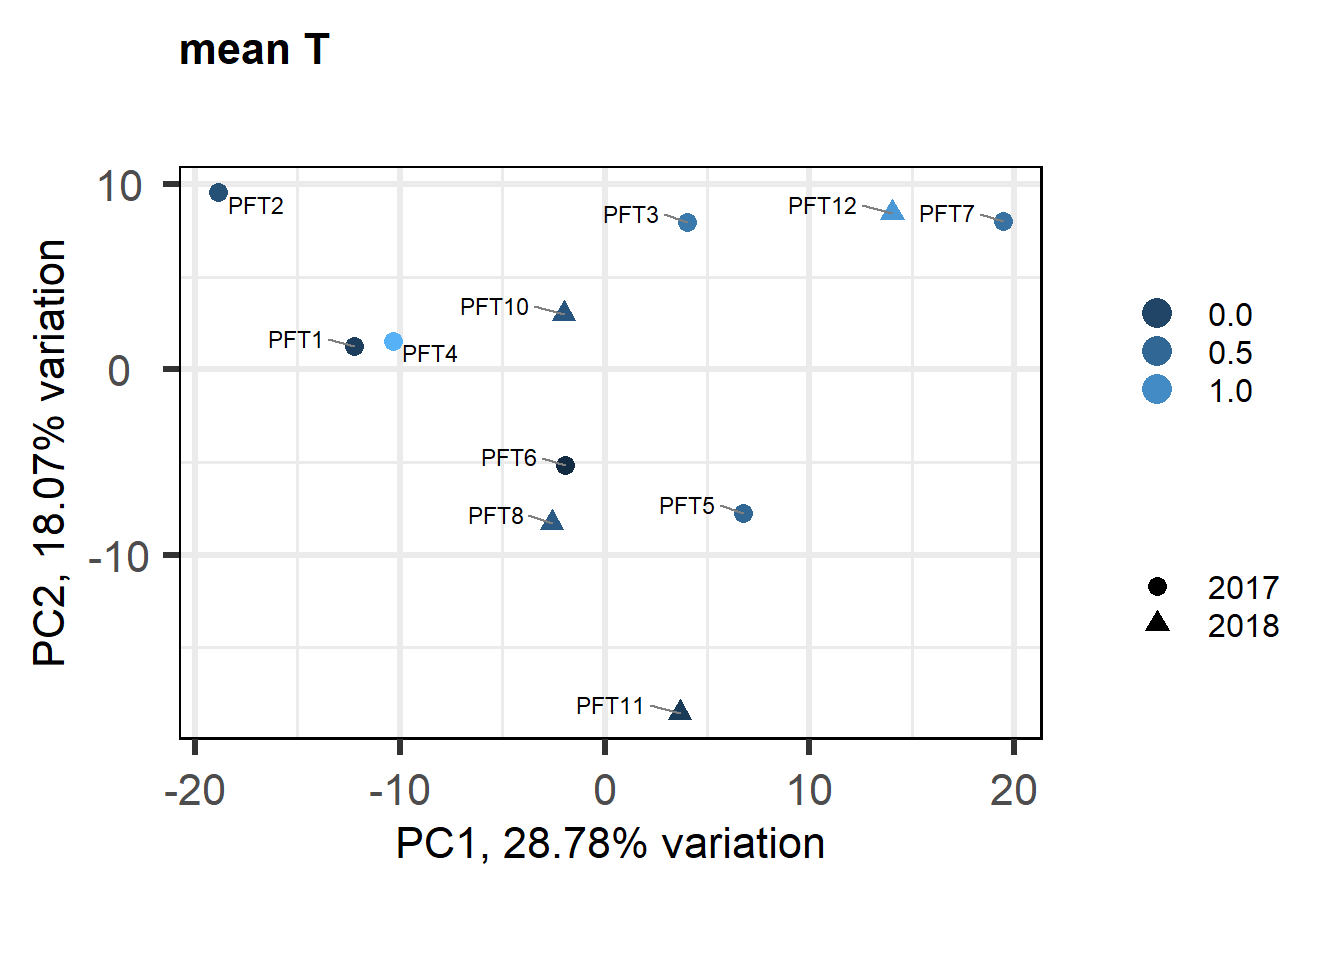 mean T
10
0
-10
PC2, 18.07% variation
PFT2
PFT3
PFT12
PFT7
PFT10
PFT1
PFT4
PFT6
PFT8
PFT5
PFT11
-20
-10
0
10
20
PC1, 28.78% variation
0.0
0.5
1.0
2017
2018